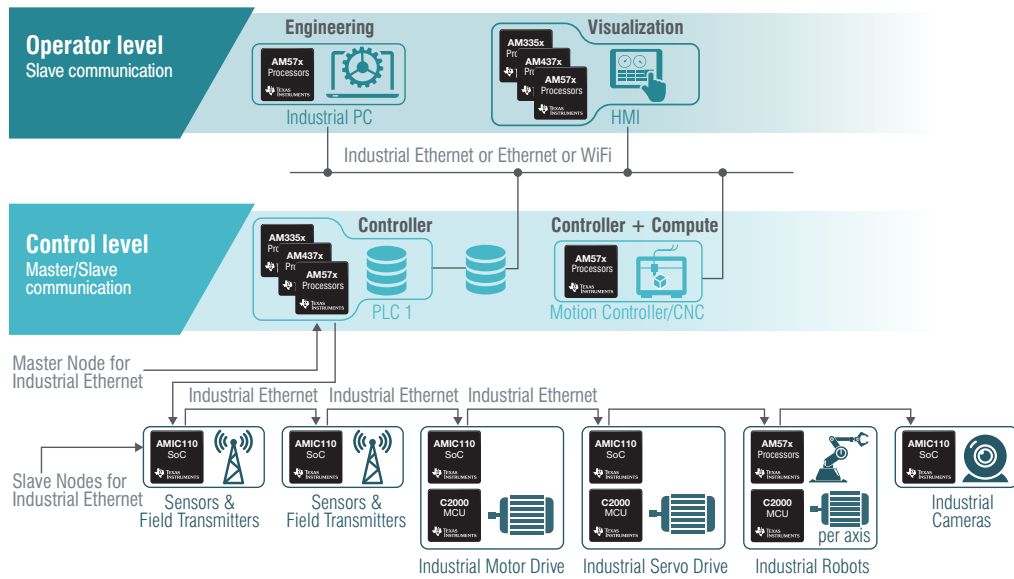 Operator level
Slave communication
Engineering
AM57x
Processors
TEXAS
INSTRUMENTS
Industrial PC
Visualization
AM335x
AM437x
AM57x
Processors
TEXAS
INSTRUMENTS
HMI
Industrial Ethernet or Ethernet or WiFi
Control level
Master/Slave
communication
Controller
AM335x
AM437x
AM57x
Processors
TEXAS
INSTRUMENTS
PLC 1
Controller + Compute
AM57x
Processors
TEXAS
INSTRUMENTS
Motion Controller/CNC
Master Node for
Industrial Ethernet
Industrial Ethernet
Industrial Ethernet
Industrial Ethernet
Slave Nodes for
Industrial Ethernet
AMIC110
SoC
TEXAS
INSTRUMENTS
Sensors &
Field Transmitters
AMIC110
SoC
TEXAS
INSTRUMENTS
Sensors &
Field Transmitters
AMIC110
SoC
TEXAS
INSTRUMENTS
C2000
MCU
TEXAS
INSTRUMENTS
Industrial Motor Drive
AMIC110
SoC
TEXAS
INSTRUMENTS
C2000
MCU
TEXAS
INSTRUMENTS
Industrial Servo Drive
AM57x
Processors
TEXAS
INSTRUMENTS
C2000
MCU
TEXAS
INSTRUMENTS
per axis
Industrial Robots
AMIC110
SoC
TEXAS
INSTRUMENTS
Industrial
Cameras